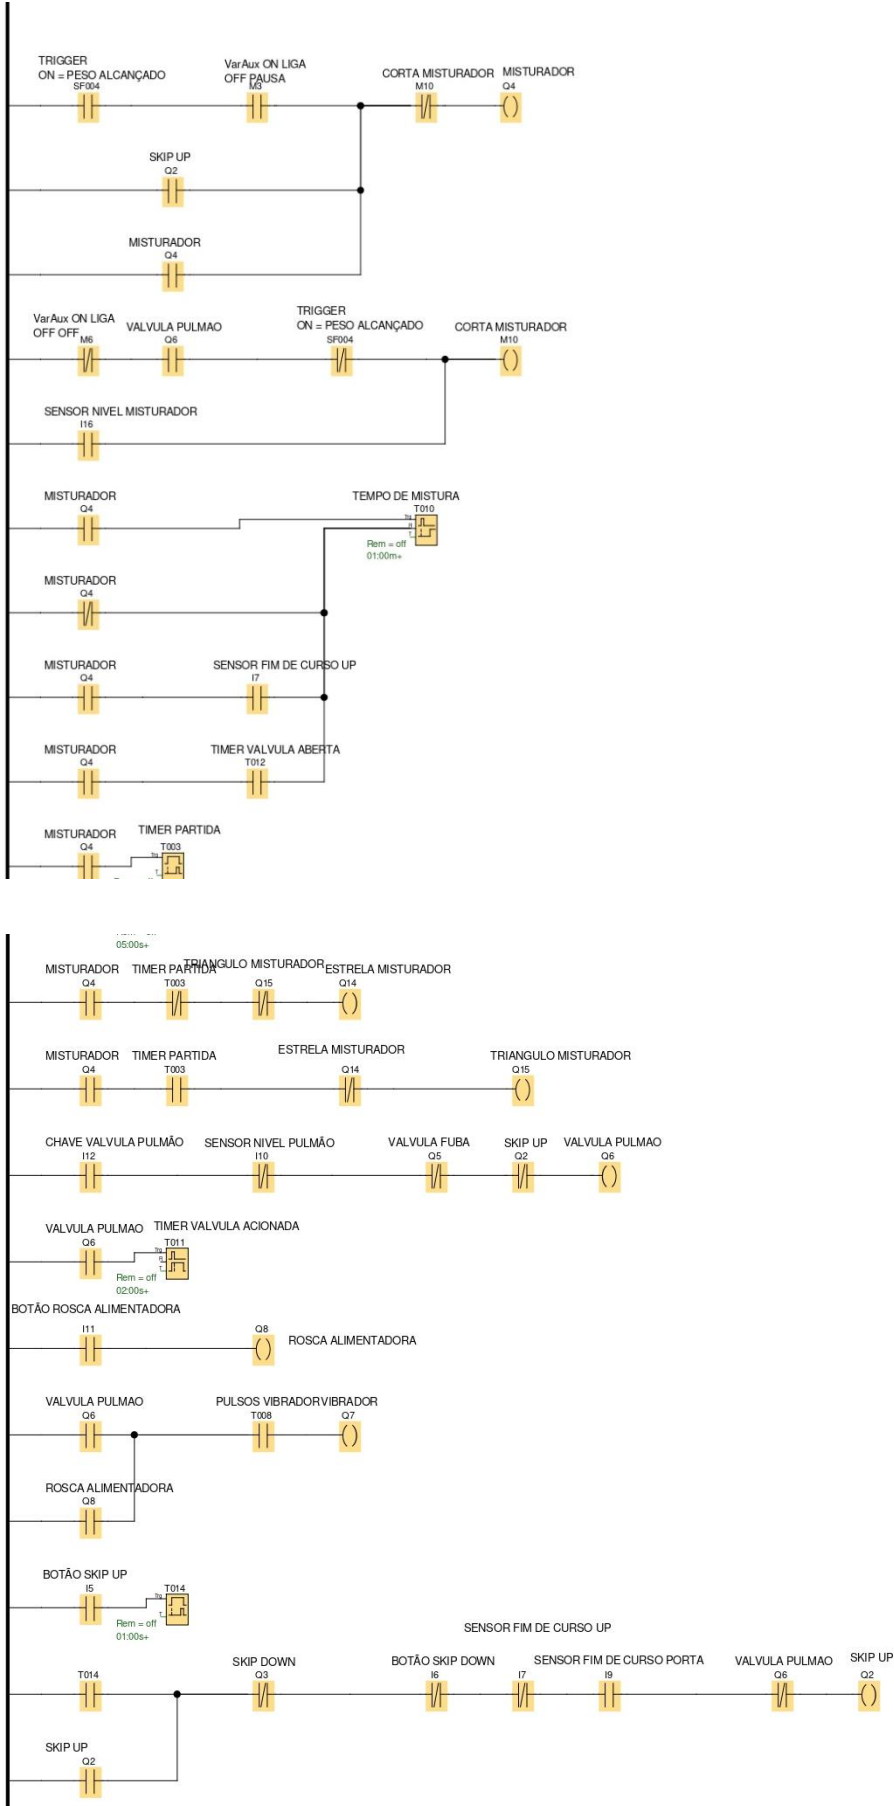 TRIGGER
ON = PESO ALCANÇADO
SF004
VarAux ON LIGA
OFF PAUSA
M3
CORTA MISTURADOR
M10
MISTURADOR
Q4
SKIP UP
Q2
MISTURADOR
Q4
VarAux ON LIGA
OFF OFF
M6
VALVULA PULMAO
Q6
TRIGGER
ON = PESO ALCANÇADO
SF004
CORTA MISTURADOR
M10
SENSOR NIVEL MISTURADOR
I16
MISTURADOR
Q4
TEMPO DE MISTURA
T010
Trg
R
T
Rem = off
01:00m+
MISTURADOR
Q4
MISTURADOR
Q4
SENSOR FIM DE CURSO UP
I7
MISTURADOR
Q4
TIMER VALVULA ABERTA
T012
MISTURADOR
Q4
TIMER PARTIDA
T003
Trg
T
05:00s+
MISTURADOR
Q4
TIMER PARTIDA
T003
TRIANGULO MISTURADOR
Q15
ESTRELA MISTURADOR
Q14
MISTURADOR
Q4
TIMER PARTIDA
T003
ESTRELA MISTURADOR
Q14
TRIANGULO MISTURADOR
Q15
CHAVE VALVULA PULMÃO
I12
SENSOR NIVEL PULMÃO
I10
VALVULA FUBA
Q5
SKIP UP
Q2
VALVULA PULMAO
Q6
VALVULA PULMAO
Q6
TIMER VALVULA ACIONADA
T011
Trg
R
T
Rem = off
02:00s+
BOTÃO ROSCA ALIMENTADORA
I11
Q8
ROSCA ALIMENTADORA
VALVULA PULMAO
Q6
PULSOS VIBRADOR
T008
VIBRADOR
Q7
ROSCA ALIMENTADORA
Q8
BOTÃO SKIP UP
I5
T014
Trg
T
Rem = off
01:00s+
T014
SKIP DOWN
Q3
BOTÃO SKIP DOWN
I6
SENSOR FIM DE CURSO UP
I7
SENSOR FIM DE CURSO PORTA
I9
VALVULA PULMAO
Q6
SKIP UP
Q2
SKIP UP
Q2